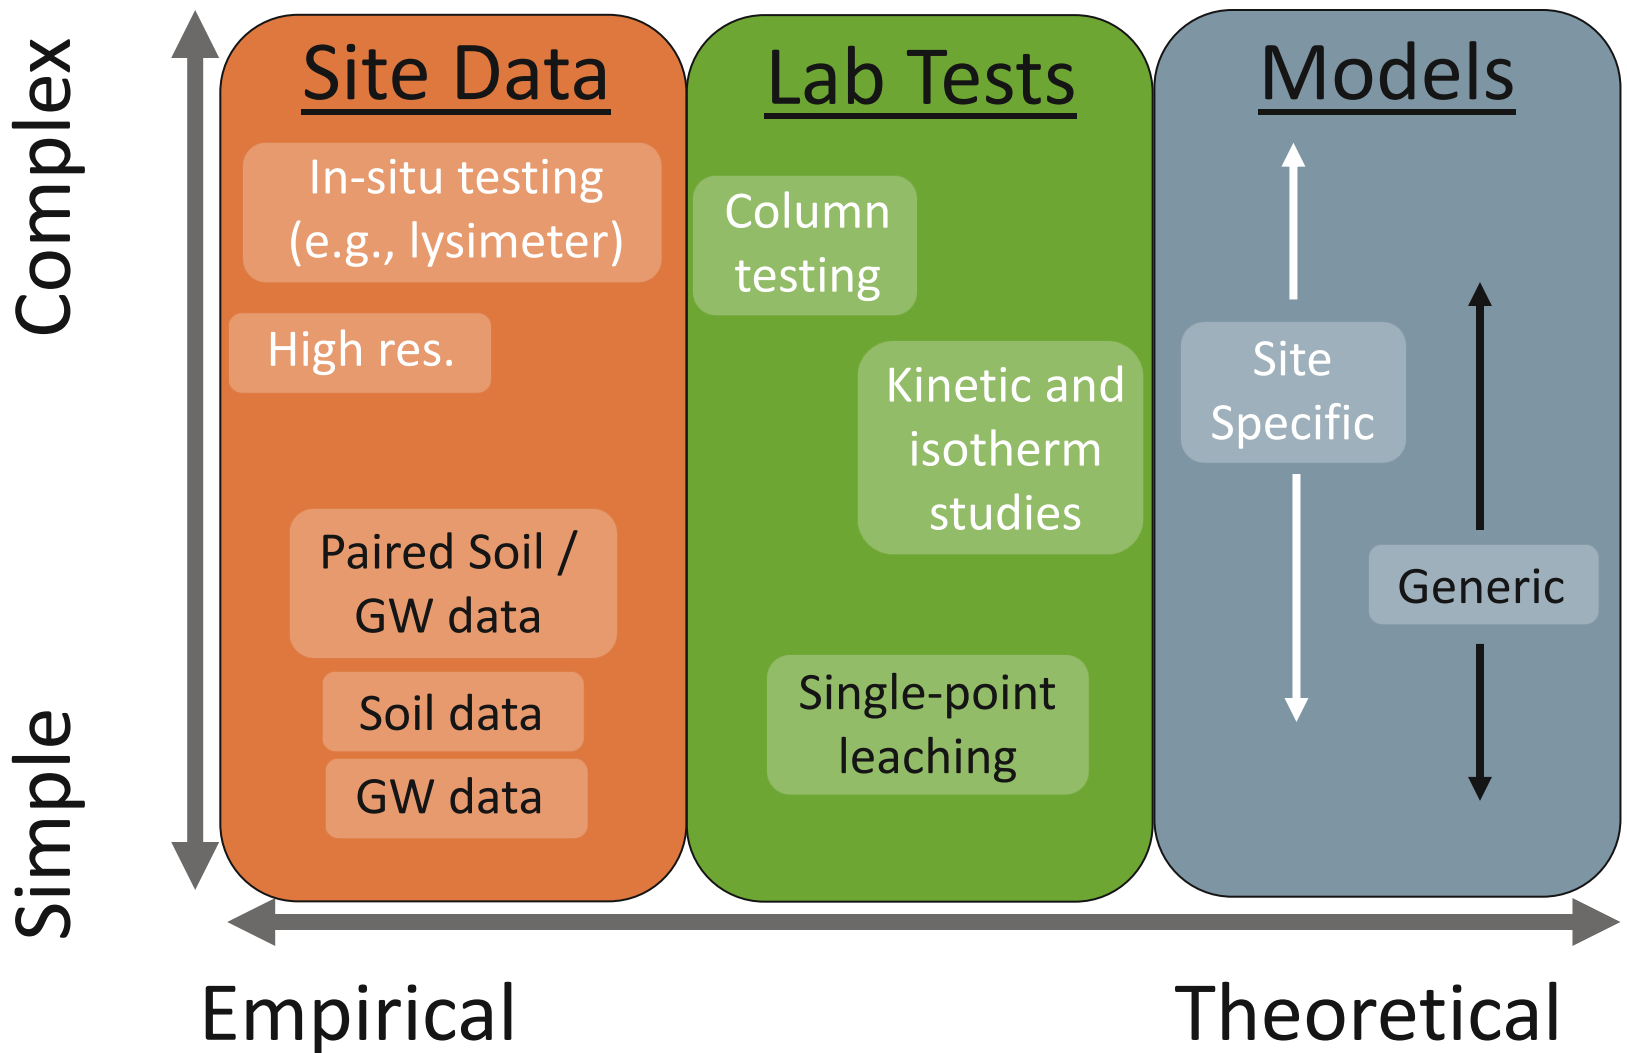 Complex
Simple
Site Data
In-situ testing
(e.g., lysimeter)
High res.
Paired Soil /
GW data
Soil data
GW data
Lab Tests
Column
testing
Kinetic and
isotherm
studies
Single-point
leaching
Models
Site
Specific
Generic
Empirical
Theoretical